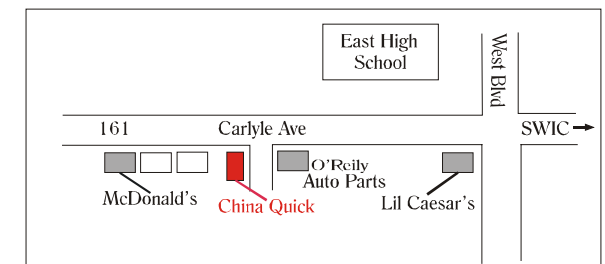 East High
School
West Blvd
161
Carlyle Ave
SWIC
O'Reily
Auto Parts
McDonald's
China Quick
Lil Caesar's